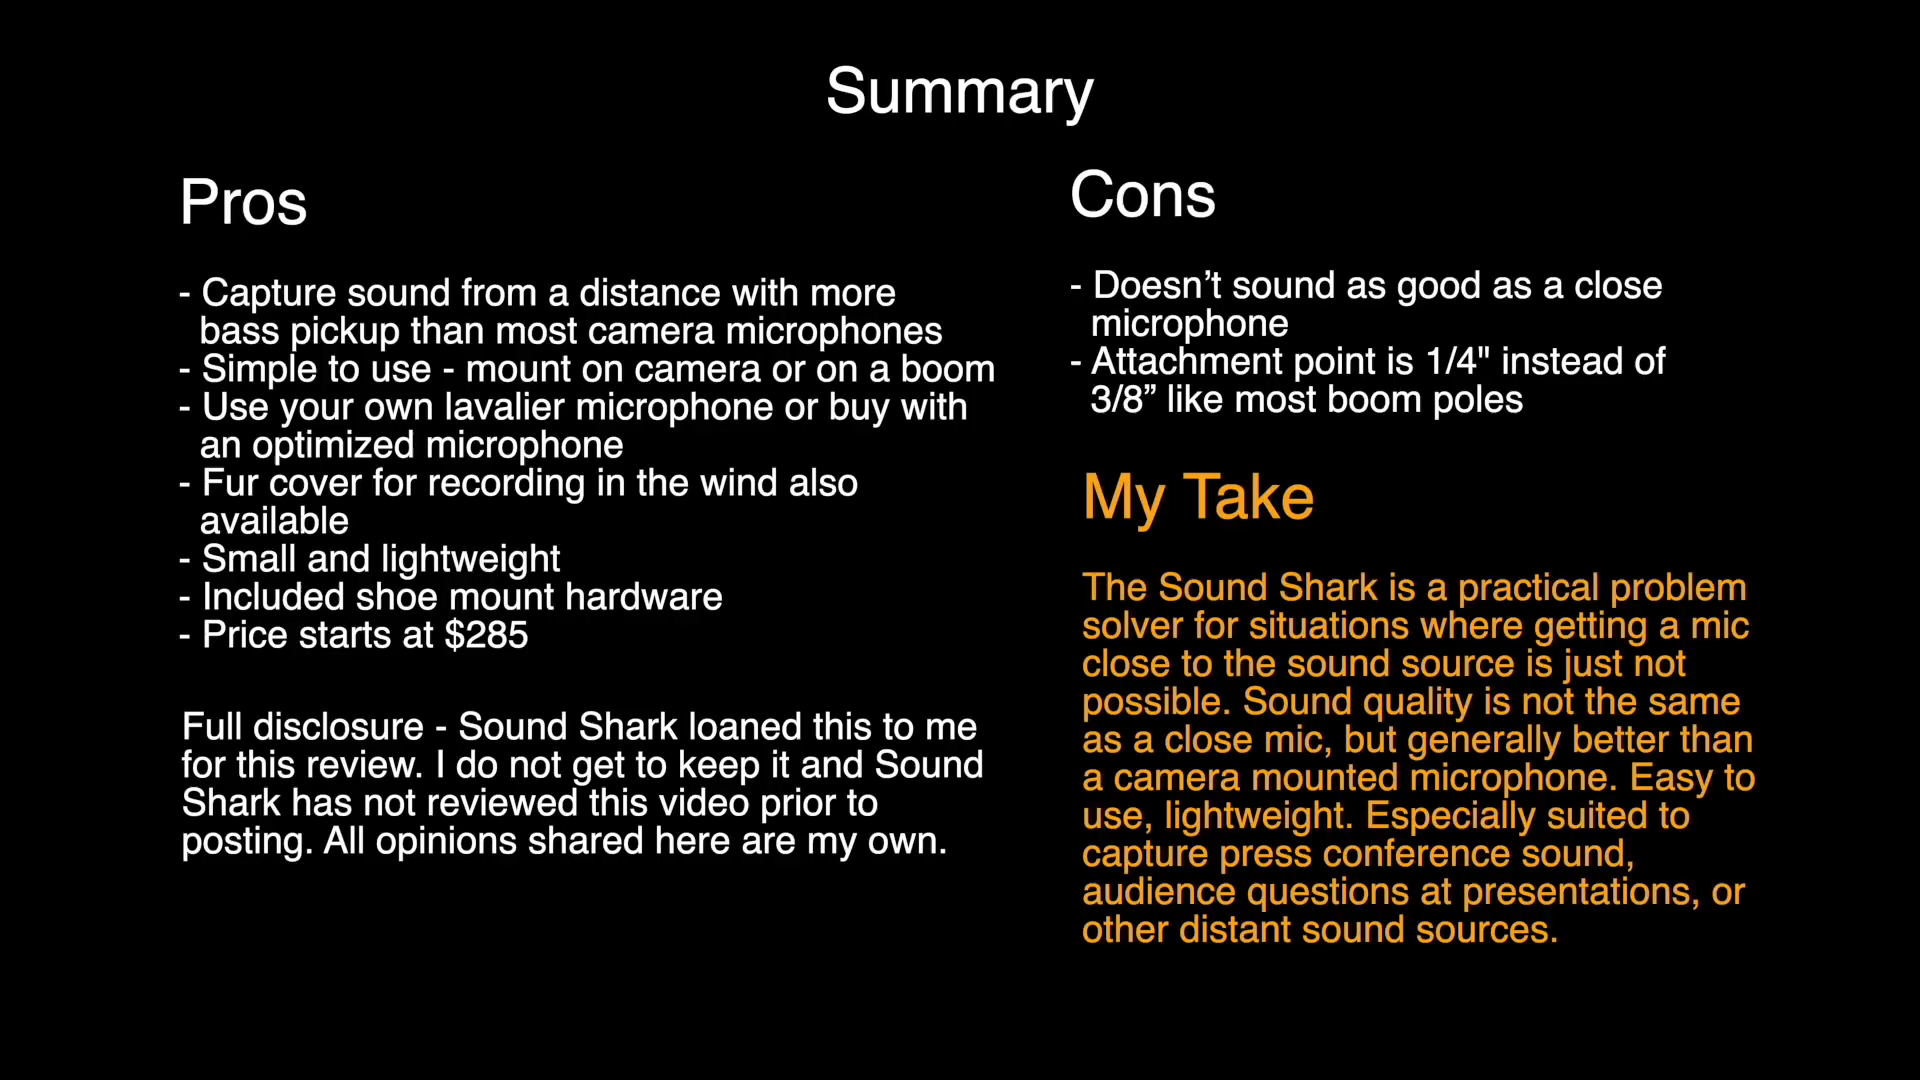 Summary
Pros
- Capture sound from a distance with more
bass pickup than most camera microphones
- Simple to use - mount on camera or on a boom
- Use your own lavalier microphone or buy with
an optimized microphone
- Fur cover for recording in the wind also
available
- Small and lightweight
- Included shoe mount hardware
- Price starts at $285
Full disclosure - Sound Shark loaned this to me
for this review. I do not get to keep it and Sound
Shark has not reviewed this video prior to
posting. All opinions shared here are my own.
Cons
- Doesn’t sound as good as a close
microphone
- Attachment point is 1/4" instead of
3/8” like most boom poles
My Take
The Sound Shark is a practical problem
solver for situations where getting a mic
close to the sound source is just not
possible. Sound quality is not the same
as a close mic, but generally better than
a camera mounted microphone. Easy to
use, lightweight. Especially suited to
capture press conference sound,
audience questions at presentations, or
other distant sound sources.